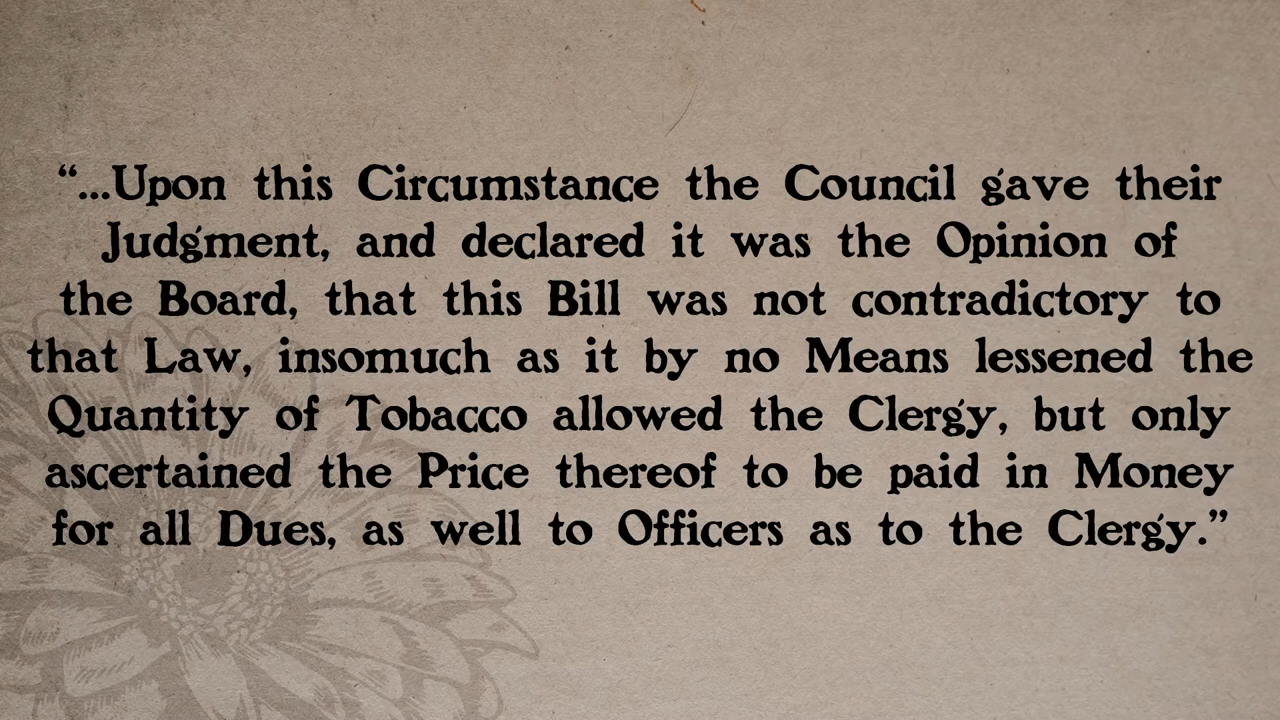 “...Upon this Circumstance the Council gave their
Judgment, and declared it was the Opinion of
the Board, that this Bill was not contradictory to
that Law, insomuch as it by no Means lessened the
Quantity of Tobacco allowed the Clergy, but only
ascertained the Price thereof to be paid in Money
for all Dues, as well to Officers as to the Clergy.”